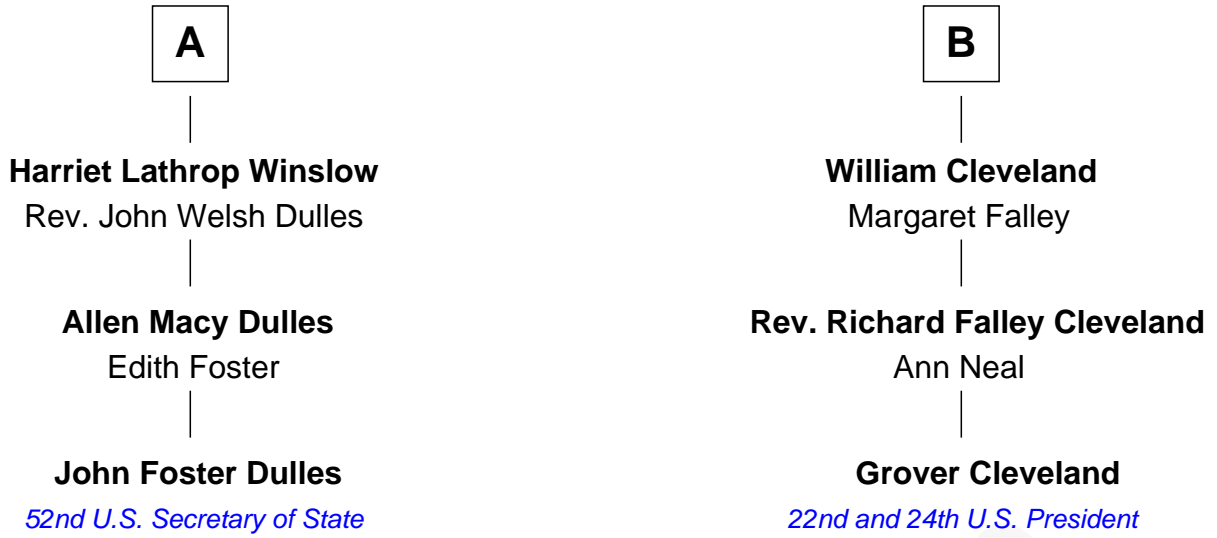 A
B
Harriet Lathrop Winslow
Rev. John Welsh Dulles
William Cleveland
Margaret Falley
Allen Macy Dulles
Edith Foster
Rev. Richard Falley Cleveland
Ann Neal
John Foster Dulles
52nd U.S. Secretary of State
Grover Cleveland
22nd and 24th U.S. President